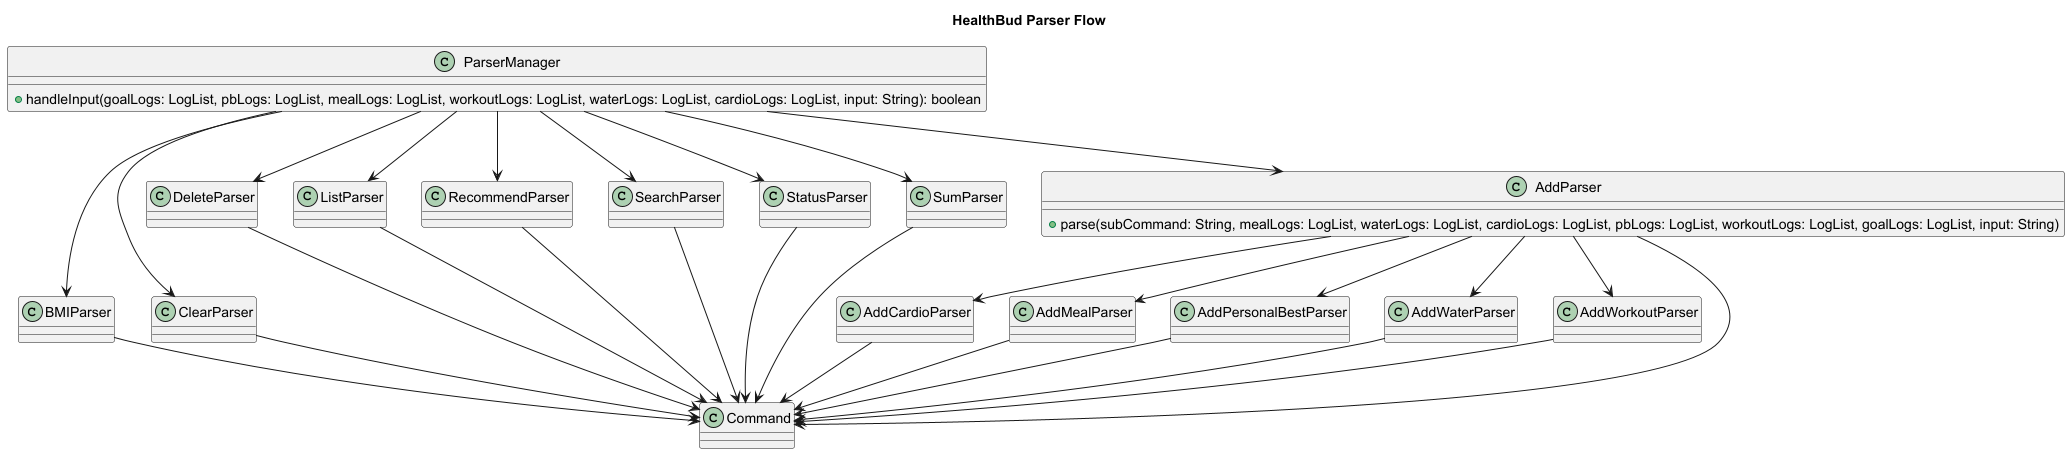 HealthBud Parser Flow
C ParserManager
handleInput(goalLogs: LogList, pbLogs: LogList, mealLogs: LogList, workoutLogs: LogList, waterLogs: LogList, cardioLogs: LogList, input: String): boolean
C DeleteParser
C ListParser
C RecommendParser
C SearchParser
C StatusParser
C SumParser
C AddParser
parse(subCommand: String, mealLogs: LogList, waterLogs: LogList, cardioLogs: LogList, pbLogs: LogList, workoutLogs: LogList, goalLogs: LogList, input: String)
C BMIParser
C ClearParser
C AddCardioParser
C AddMealParser
C AddPersonalBestParser
C AddWaterParser
C AddWorkoutParser
C Command